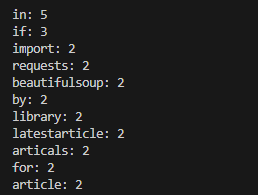 in: 5
if: 3
import: 2
requests: 2
beautifulsoup: 2
by: 2
library: 2
latestarticle: 2
articals: 2
for: 2
article: 2